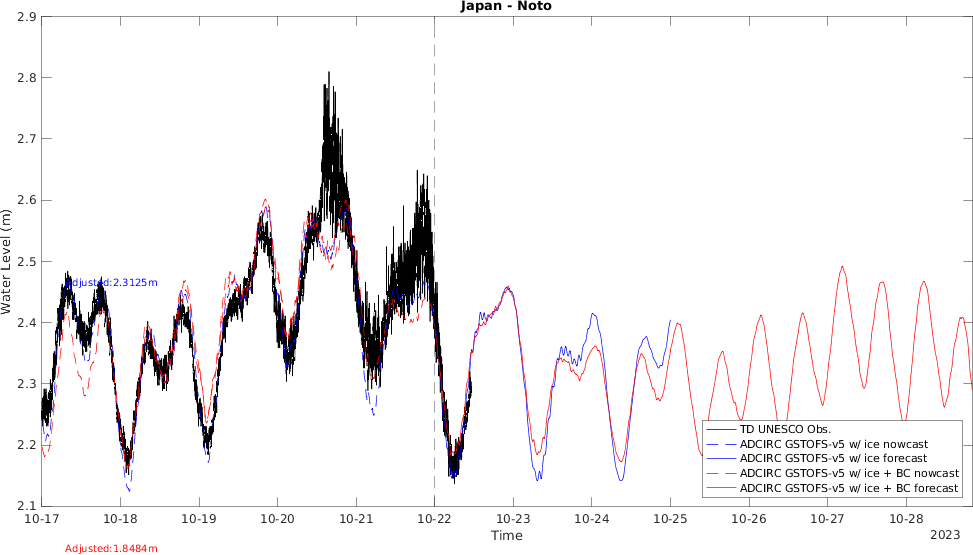 Japan - Noto
2.9
2.8
2.7
2.6
2.5
2.4
2.3
2.2
2.1
Water Level (m)
Adjusted:2.3125m
TD UNESCO Obs.
ADCIRC GSTOFS-v5 w/ ice nowcast
ADCIRC GSTOFS-v5 w/ ice forecast
ADCIRC GSTOFS-v5 w/ ice + BC nowcast
ADCIRC GSTOFS-v5 w/ ice + BC forecast
10-17 10-18 10-19 10-20 10-21 10-22 10-23 10-24 10-25 10-26 10-27 10-28
Time
2023
Adjusted:1.8484m